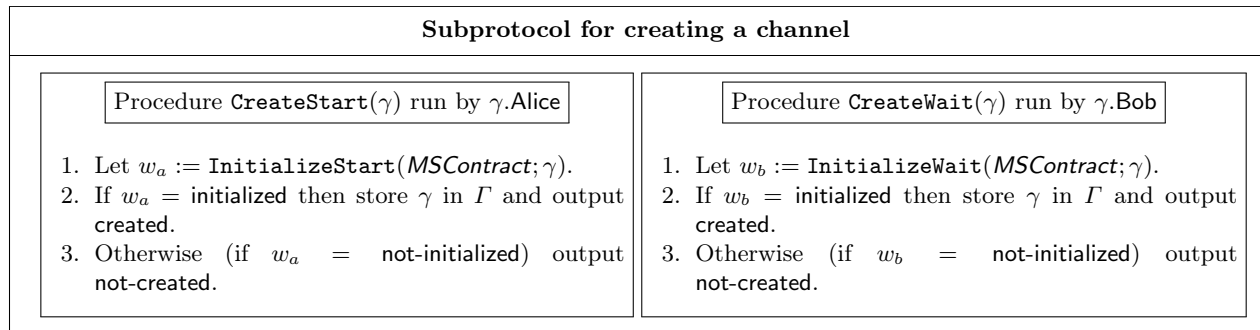 Subprotocol for creating a channel
Procedure CreateStart(γ) run by γ.Alice
1. Let wₐ := InitializeStart(MSContract; γ).
2. If wₐ = initialized then store γ in Γ and output
created.
3. Otherwise (if wₐ = not-initialized) output
not-created.
Procedure CreateWait(γ) run by γ.Bob
1. Let w_b := InitializeWait(MSContract; γ).
2. If w_b = initialized then store γ in Γ and output
created.
3. Otherwise (if w_b = not-initialized) output
not-created.